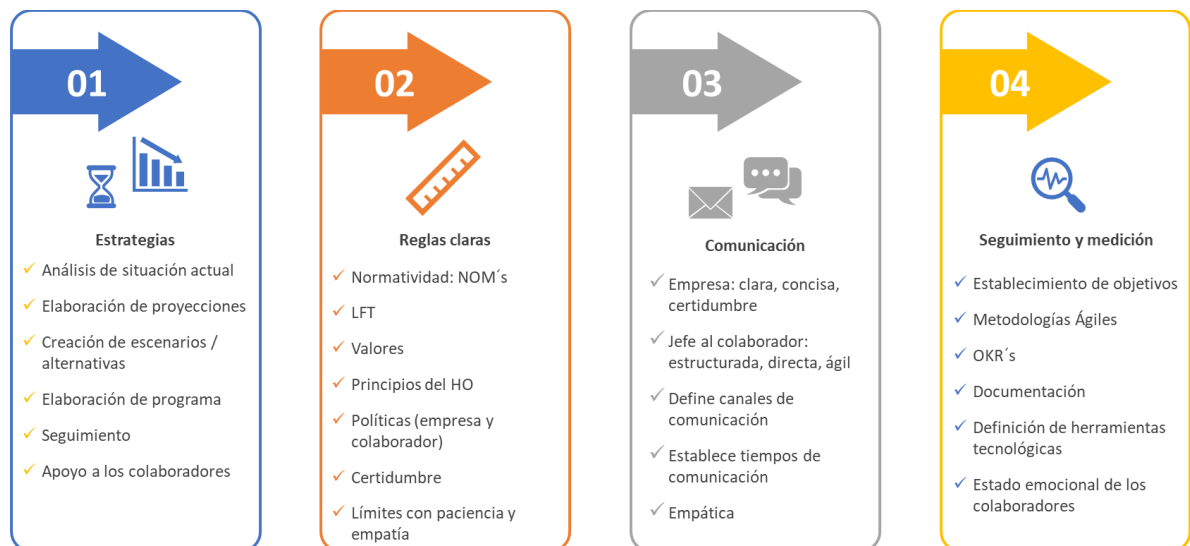 01
Estrategias
Análisis de situación actual
Elaboración de proyecciones
Creación de escenarios /
alternativas
Elaboración de programa
Seguimiento
Apoyo a los colaboradores
02
Reglas claras
Normatividad: NOM´s
LFT
Valores
Principios del HO
Políticas (empresa y
colaborador)
Certidumbre
Límites con paciencia y
empatía
03
Comunicación
Empresa: clara, concisa,
certidumbre
Jefe al colaborador:
estructurada, directa, ágil
Define canales de
comunicación
Establece tiempos de
comunicación
Empática
04
Seguimiento y medición
Establecimiento de objetivos
Metodologías Ágiles
OKR´s
Documentación
Definición de herramientas
tecnológicas
Estado emocional de los
colaboradores